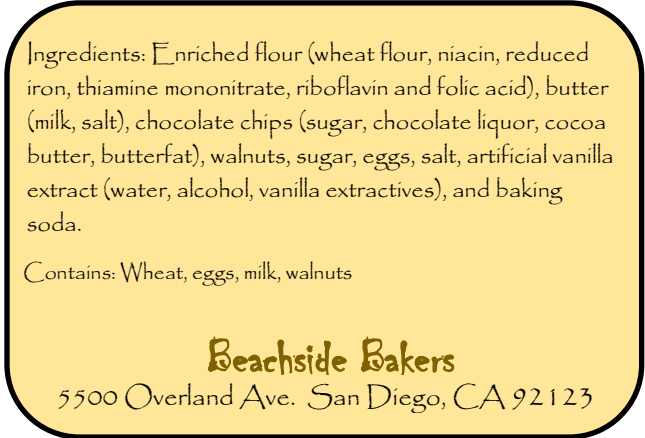 Ingredients: Enriched flour (wheat flour, niacin, reduced
iron, thiamine mononitrate, riboflavin and folic acid), butter
(milk, salt), chocolate chips (sugar, chocolate liquor, cocoa
butter, butterfat), walnuts, sugar, eggs, salt, artificial vanilla
extract (water, alcohol, vanilla extractives), and baking
soda.
Contains: Wheat, eggs, milk, walnuts
Beachside Bakers
5500 Overland Ave. San Diego, CA 92123